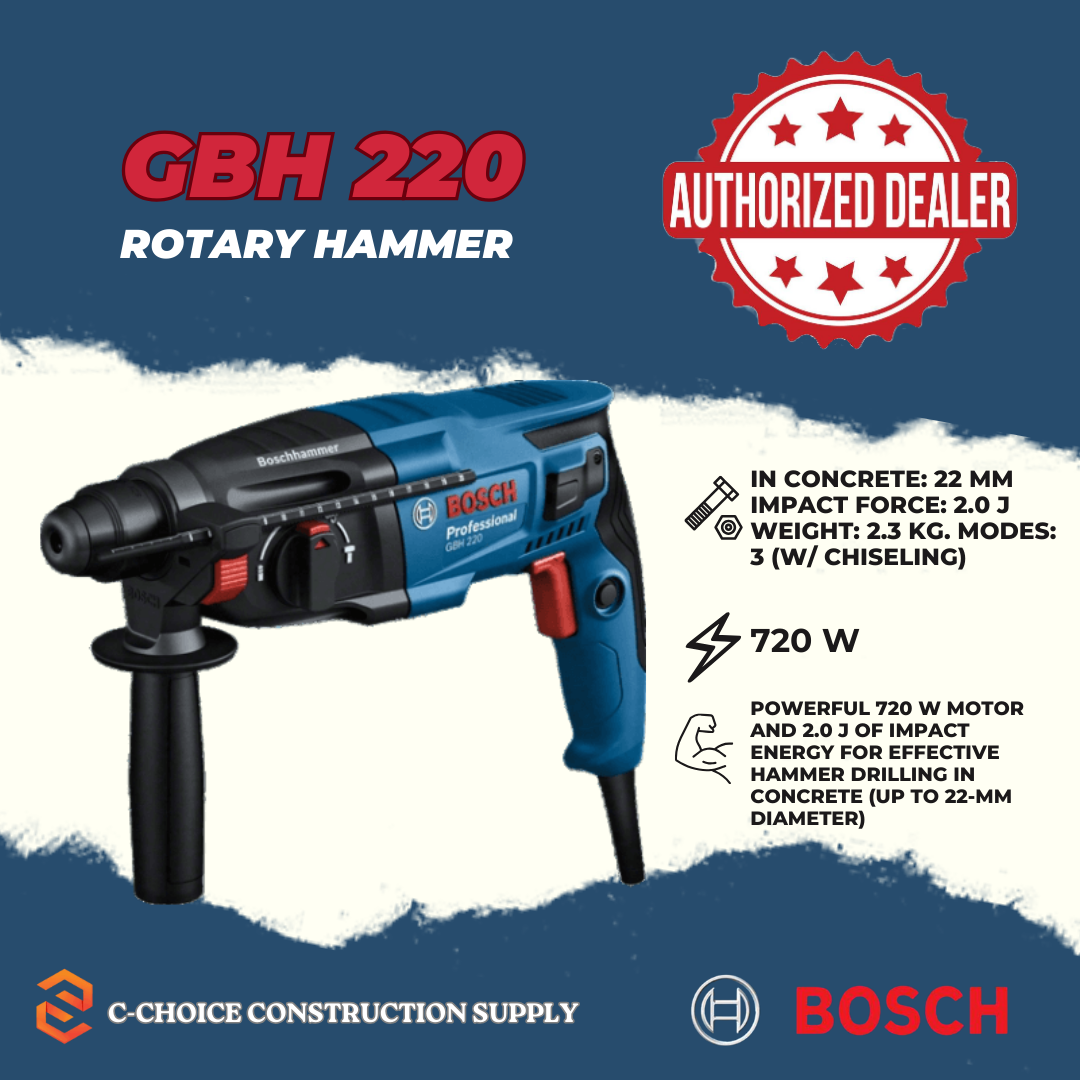 GBH 220
ROTARY HAMMER
AUTHORIZED DEALER
Boschhammer
BOSCH
Professional
GBH 220
BOSCH
IN CONCRETE: 22 MM
IMPACT FORCE: 2.0 J
WEIGHT: 2.3 KG. MODES:
3 (W/ CHISELING)
720 W
POWERFUL 720 W MOTOR
AND 2.0 J OF IMPACT
ENERGY FOR EFFECTIVE
HAMMER DRILLING IN
CONCRETE (UP TO 22-MM
DIAMETER)
C-CHOICE CONSTRUCTION SUPPLY
BOSCH